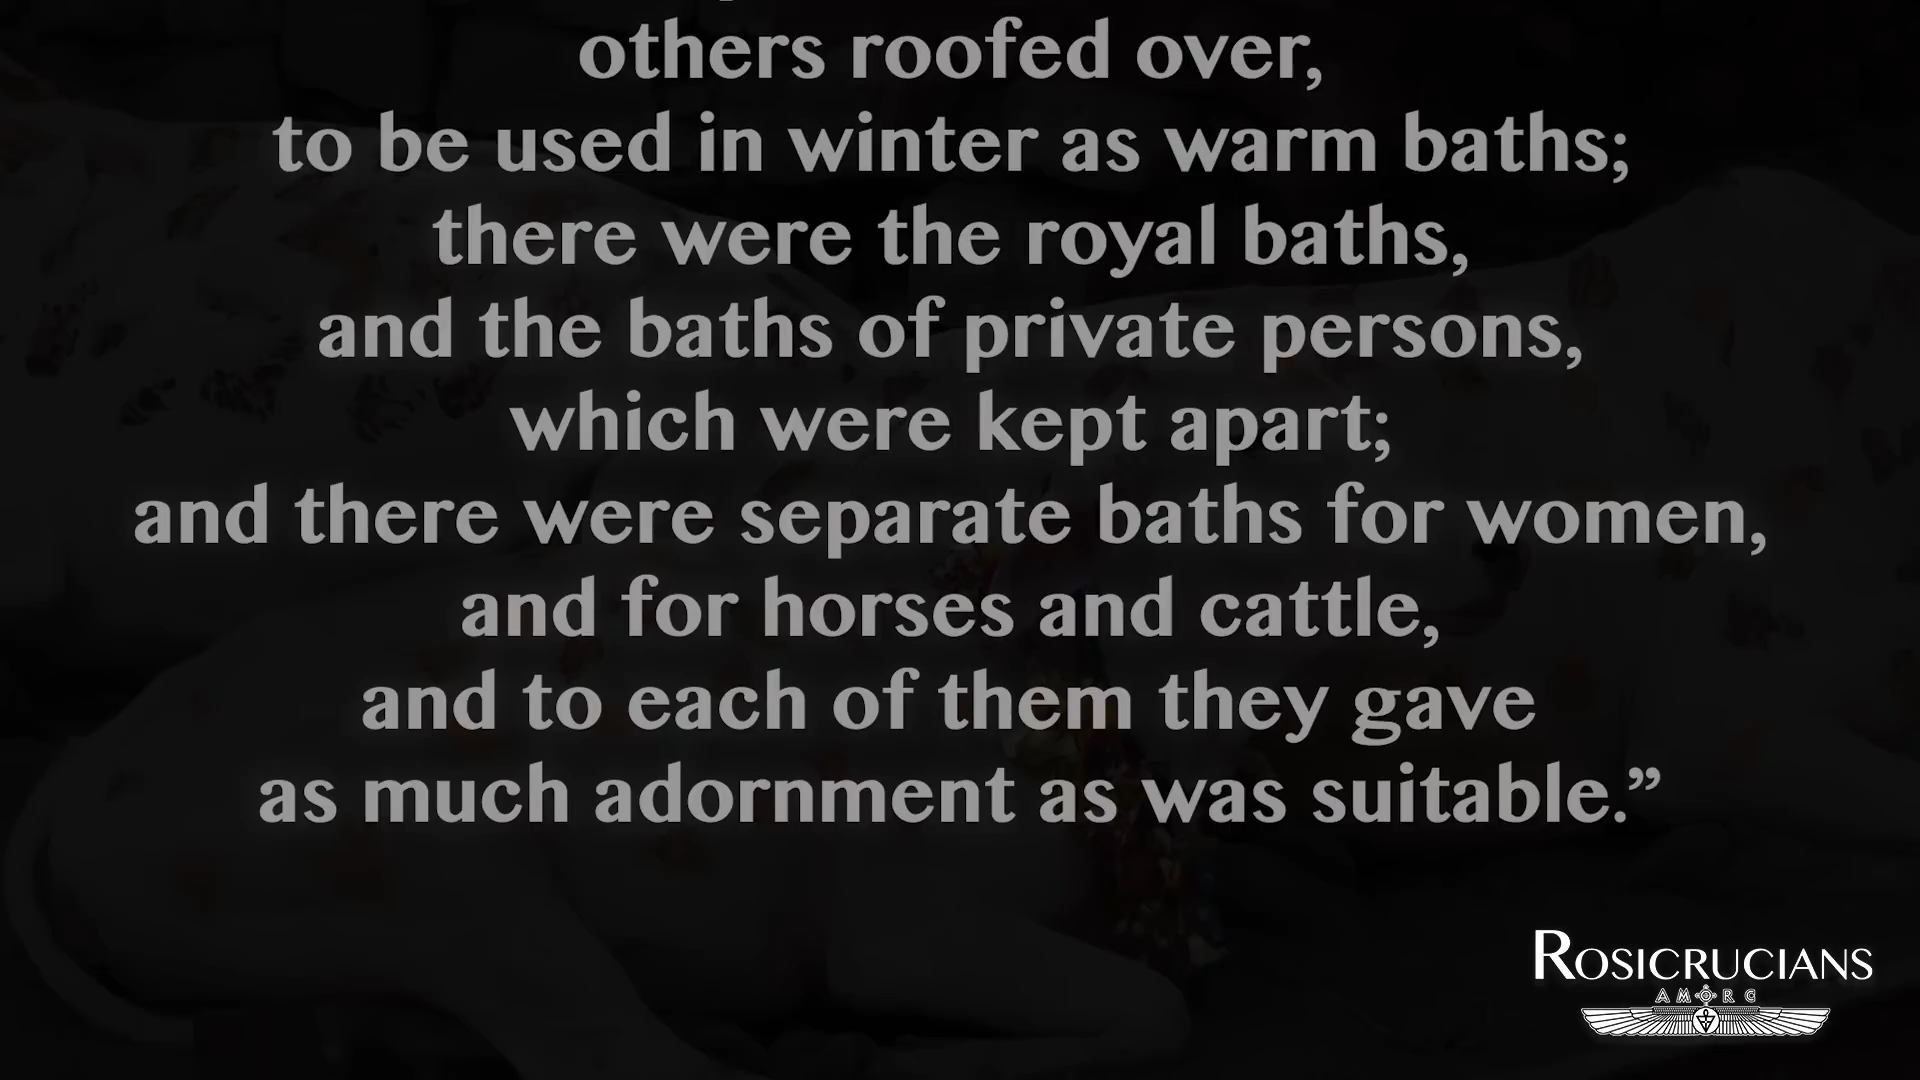 others roofed over,
to be used in winter as warm baths;
there were the royal baths,
and the baths of private persons,
which were kept apart;
and there were separate baths for women,
and for horses and cattle,
and to each of them they gave
as much adornment as was suitable.”
ROSICRUCIANS
AMORC